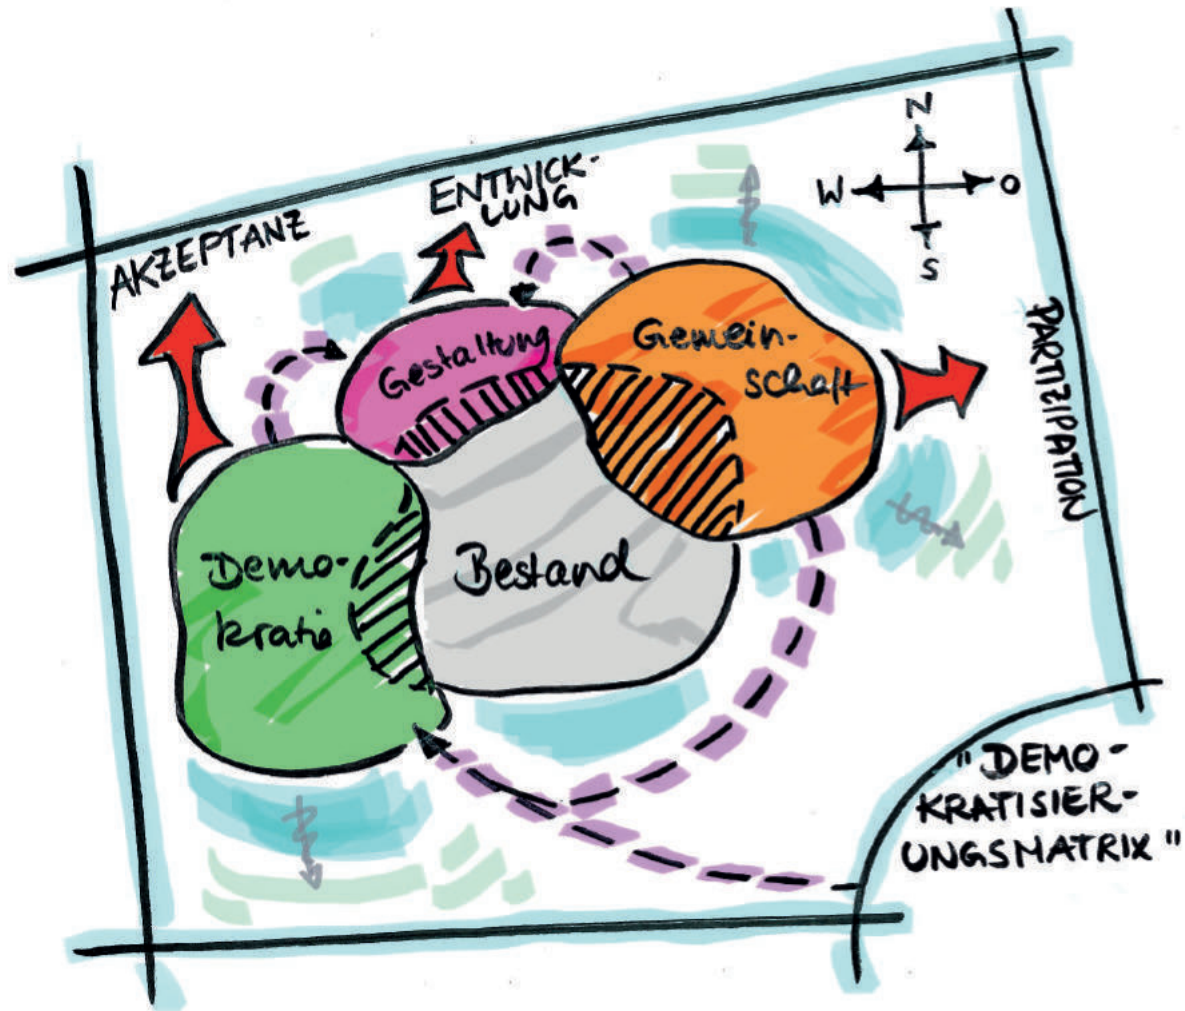 N
W O
S
ENTWICK-
LUNG
AKZEPTANZ
PARTIZIPATION
Gestaltung
Gemein-
schaft
Demo-
kratie
Bestand
"DEMO-
KRATISIER-
UNGSMATRIX"